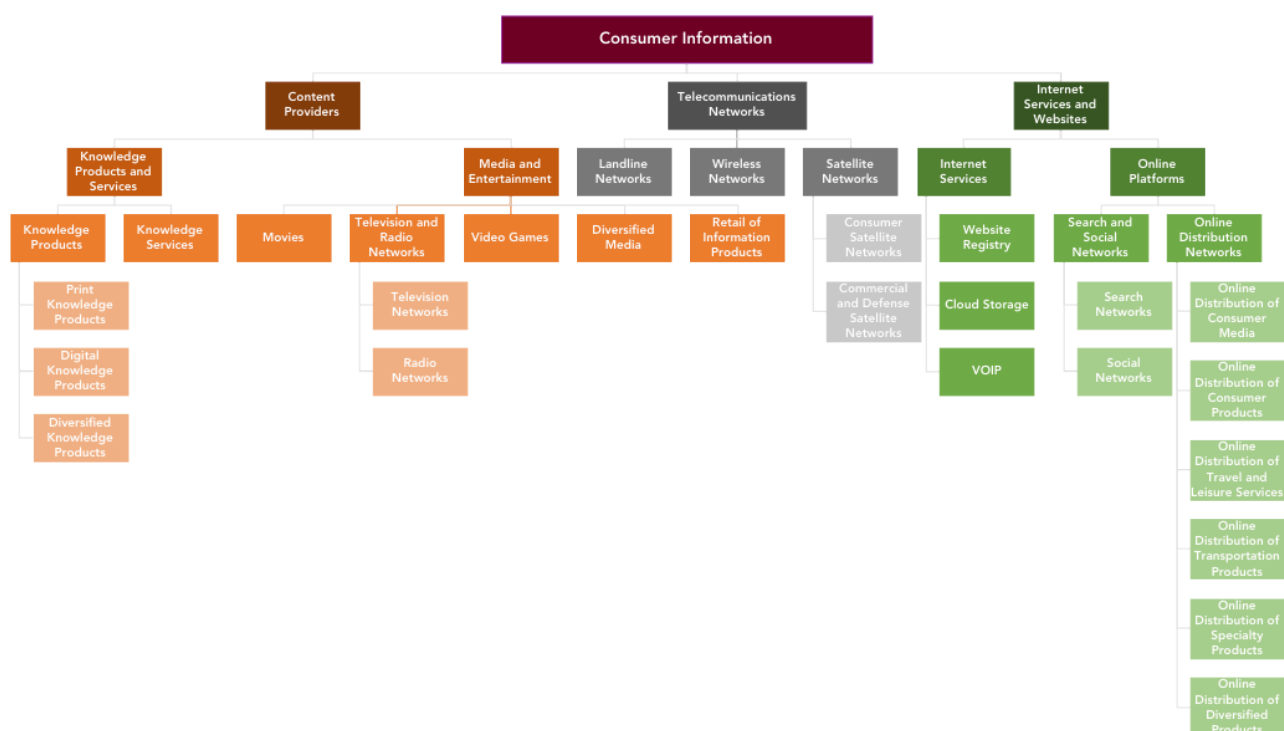 Consumer Information
Content
Providers
Telecommunications
Networks
Internet
Services and
Websites
Knowledge
Products and
Services
Media and
Entertainment
Landline
Networks
Wireless
Networks
Satellite
Networks
Internet
Services
Online
Platforms
Knowledge
Products
Knowledge
Services
Movies
Television and
Radio
Networks
Video Games
Diversified
Media
Retail of
Information
Products
Consumer
Satellite
Networks
Website
Registry
Search and
Social
Networks
Online
Distribution
Networks
Print
Knowledge
Products
Television
Networks
Commercial
and Defense
Satellite
Networks
Cloud Storage
Search
Networks
Online
Distribution of
Consumer
Media
Digital
Knowledge
Products
Radio
Networks
VOIP
Social
Networks
Online
Distribution of
Consumer
Products
Diversified
Knowledge
Products
Online
Distribution of
Travel and
Leisure Services
Online
Distribution of
Transportation
Products
Online
Distribution of
Specialty
Products
Online
Distribution of
Diversified
Products